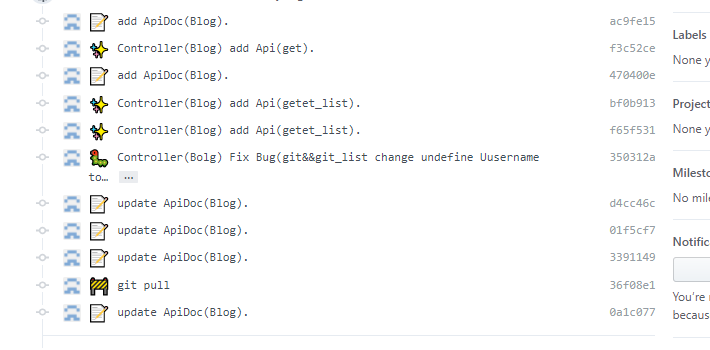 add ApiDoc(Blog). ac9fe15
Controller(Blog) add Api(get). f3c52ce
add ApiDoc(Blog). 470400e
Controller(Blog) add Api(getet_list). bf0b913
Controller(Blog) add Api(getet_list). f65f531
Controller(Bolg) Fix Bug(git&&git_list change undefine Uusername 350312a
to… …
update ApiDoc(Blog). d4cc46c
update ApiDoc(Blog). 01f5cf7
update ApiDoc(Blog). 3391149
git pull 36f08e1
update ApiDoc(Blog). 0a1c077
Labels
None y
Project
None y
Milesto
No mile
Notific
You're
becaus